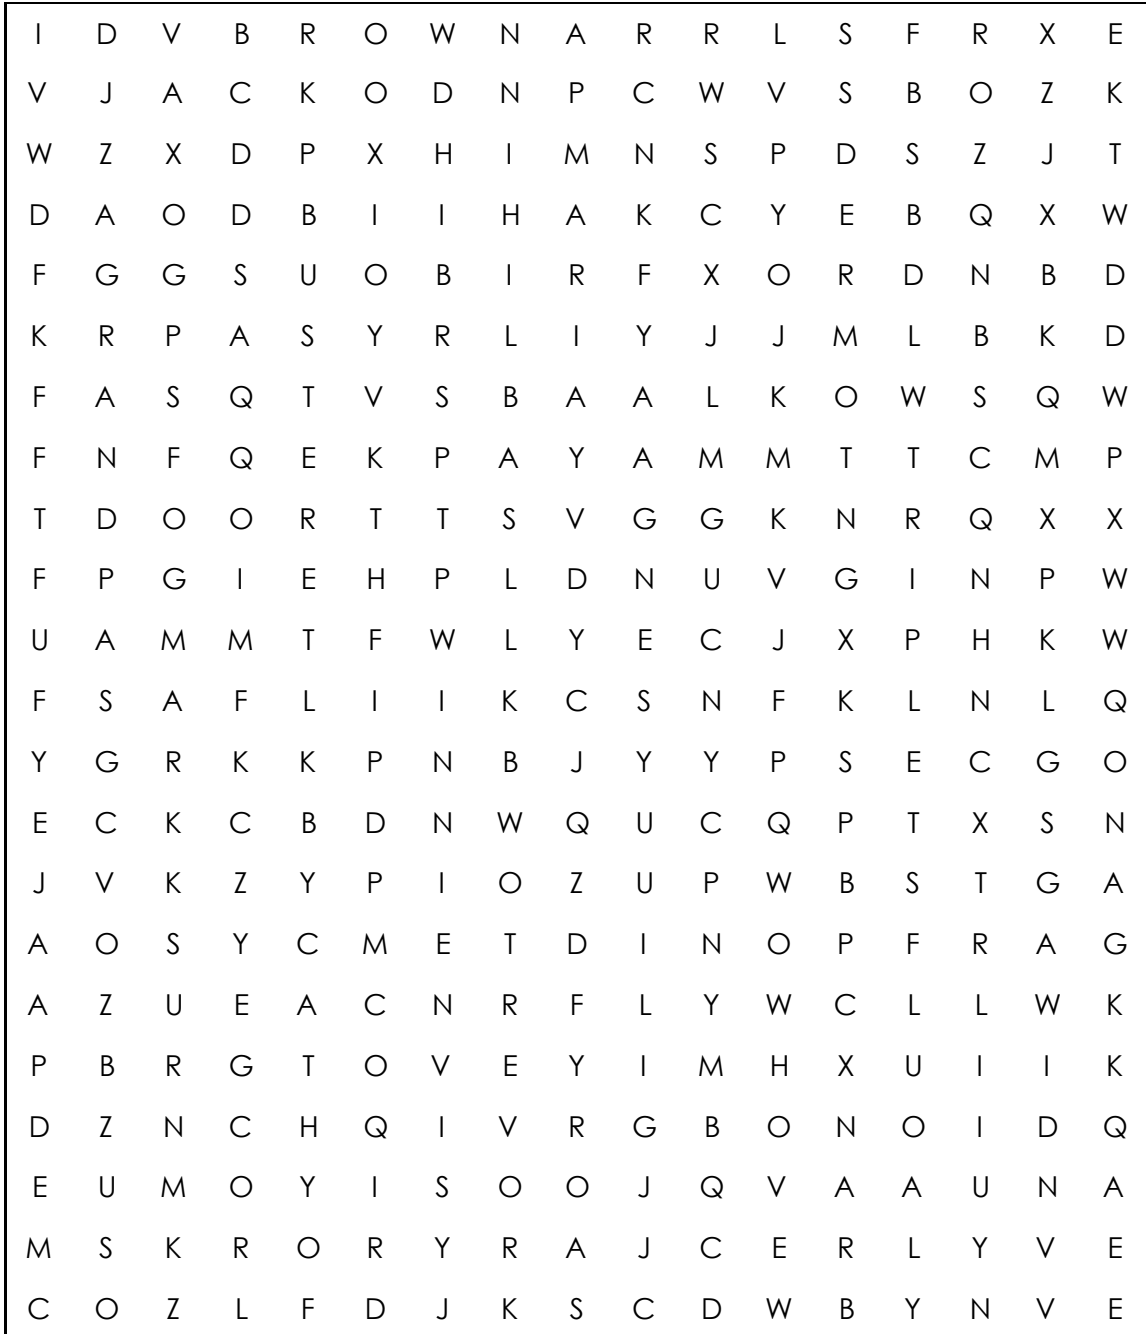 I D V B R O W N A R R L S F R X E
V J A C K O D N P C W V S B O Z K
W Z X D P X H I M N S P D S Z J T
D A O D B I I H A K C Y E B Q X W
F G G S U O B I R F X O R D N B D
K R P A S Y R L I Y J J M L B K D
F A S Q T V S B A A L K O W S Q W
F N F Q E K P A Y A M M T T C M P
T D O O R T T S V G G K N R Q X X
F P G I E H P L D N U V G I N P W
U A M M T F W L Y E C J X P H K W
F S A F L I I K C S N F K L N L Q
Y G R K K P N B J Y Y P S E C G O
E C K C B D N W Q U C Q P T X S N
J V K Z Y P I O Z U P W B S T G A
A O S Y C M E T D I N O P F R A G
A Z U E A C N R F L Y W C L L W K
P B R G T O V E Y I M H X U I I K
D Z N C H Q I V R G B O N O I D Q
E U M O Y I S O O J Q V A A U N A
M S K R O R Y R A J C E R L Y V E
C O Z L F D J K S C D W B Y N V E